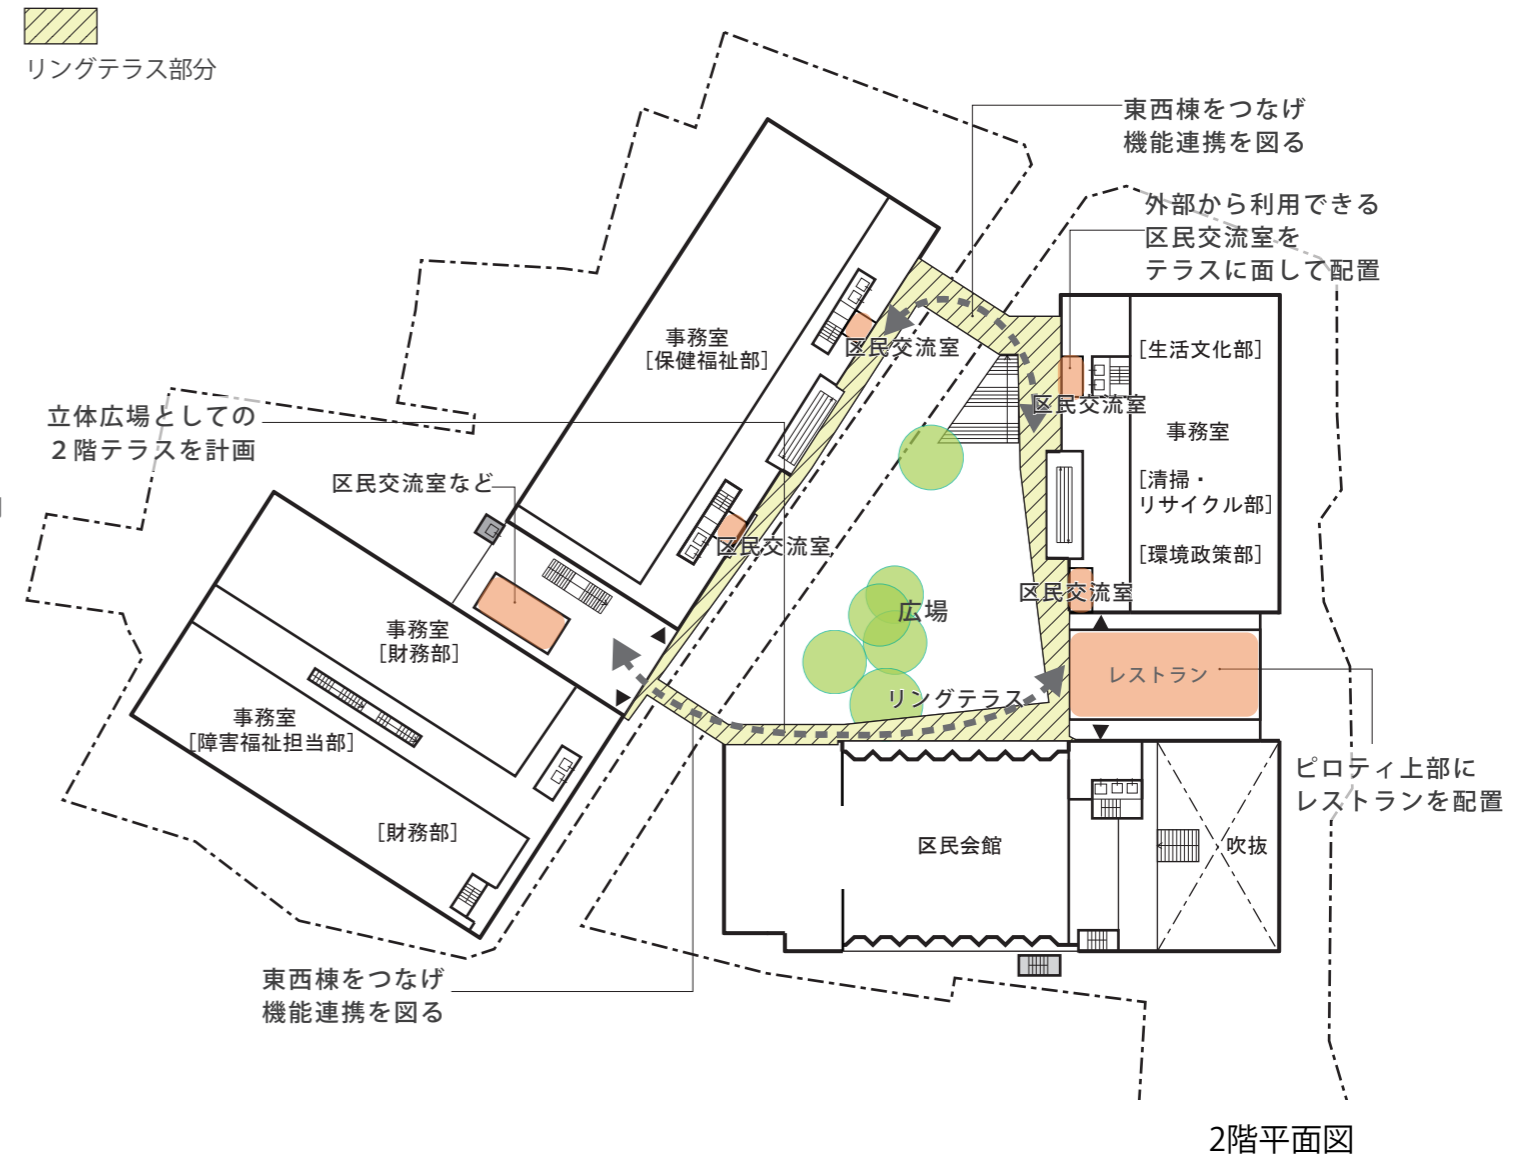 リングテラス部分
東西棟をつなげ
機能連携を図る
外部から利用できる
区民交流室を
テラスに面して配置
事務室
[保健福祉部]
区民交流室
[生活文化部]
区民交流室
事務室
[清掃・
リサイクル部]
[環境政策部]
立体広場としての
２階テラスを計画
区民交流室など
区民交流室
区民交流室
広場
事務室
[財務部]
リングテラス
レストラン
事務室
[障害福祉担当部]
[財務部]
ピロティ上部に
レストランを配置
区民会館
吹抜
東西棟をつなげ
機能連携を図る
2階平面図